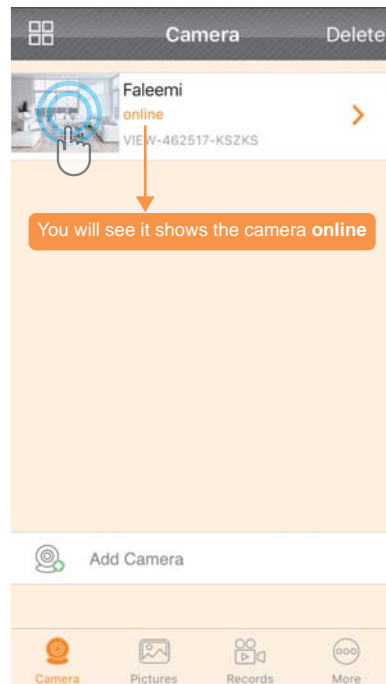 Camera
Delete
Faleemi
online
VIEW-462517-KSZKS
You will see it shows the camera online
Add Camera
Camera
Pictures
Records
More